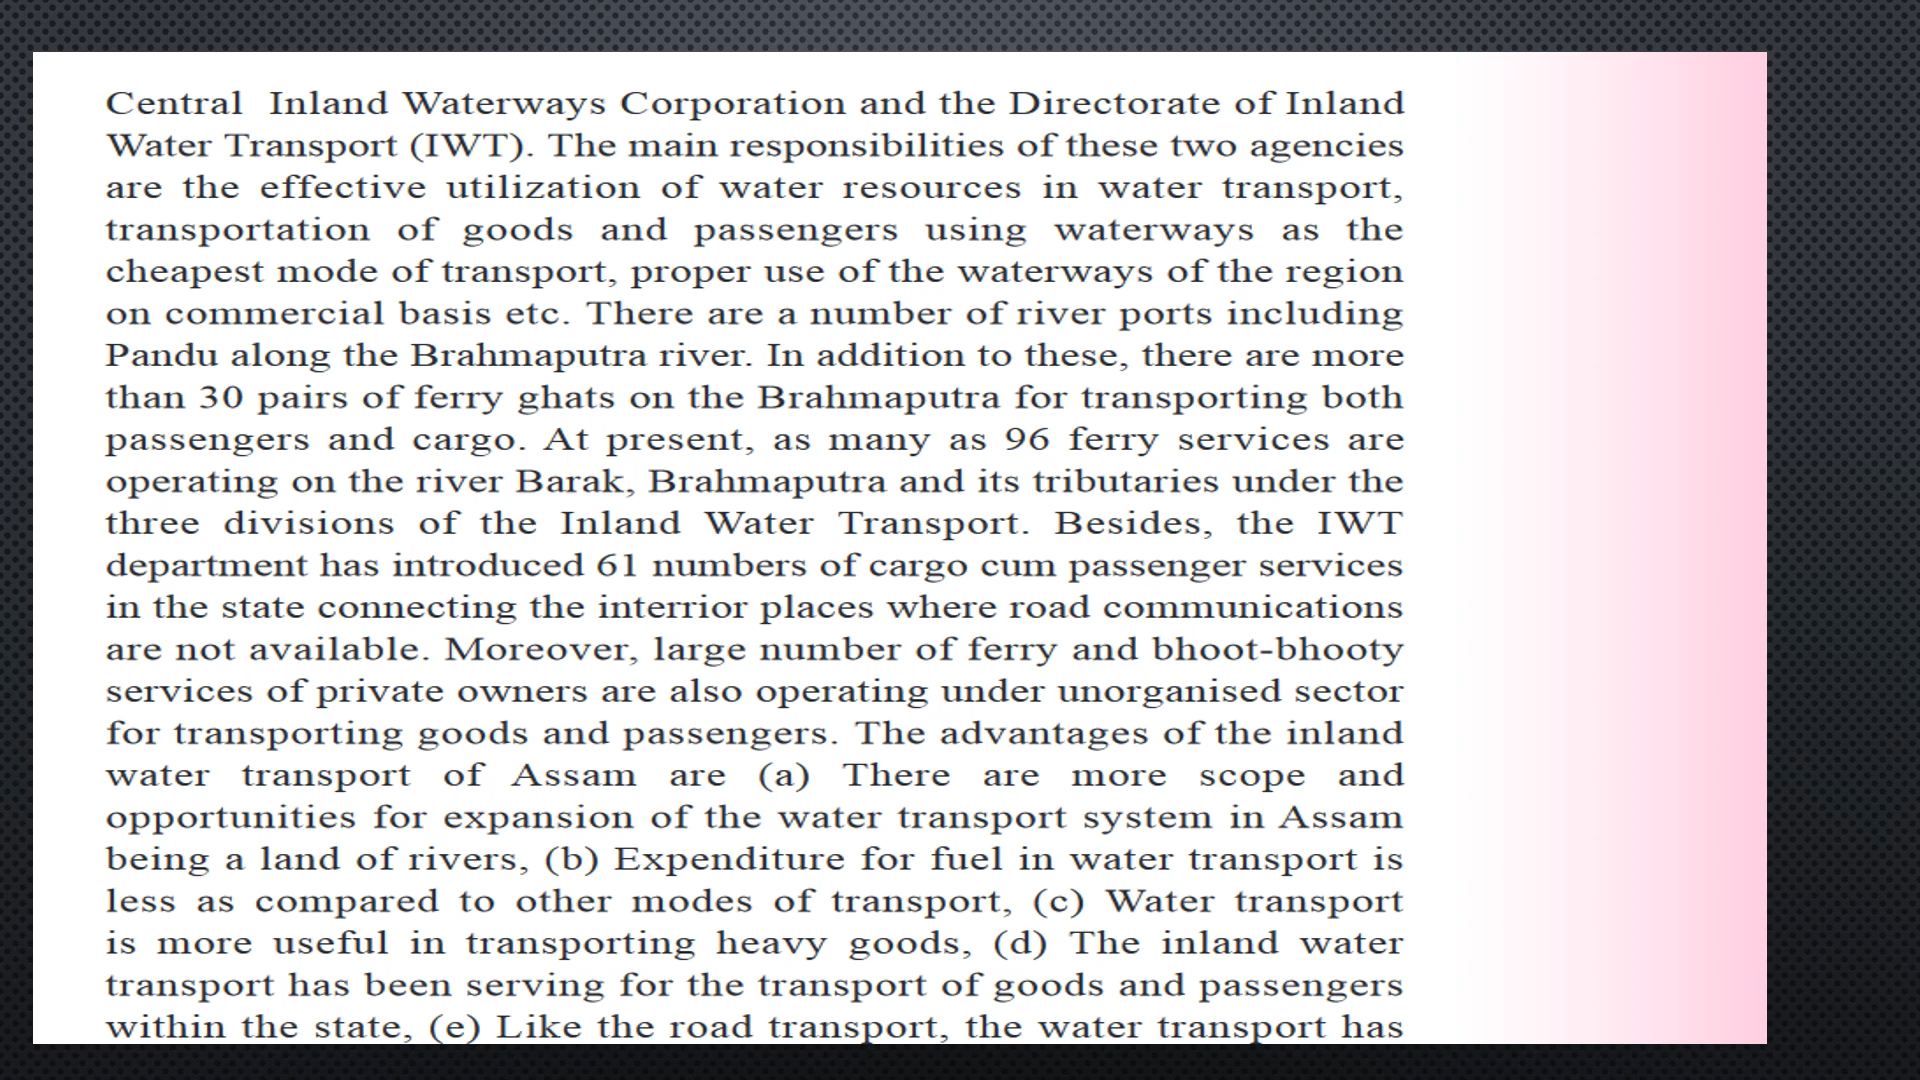 Central Inland Waterways Corporation and the Directorate of Inland
Water Transport (IWT). The main responsibilities of these two agencies
are the effective utilization of water resources in water transport,
transportation of goods and passengers using waterways as the
cheapest mode of transport, proper use of the waterways of the region
on commercial basis etc. There are a number of river ports including
Pandu along the Brahmaputra river. In addition to these, there are more
than 30 pairs of ferry ghats on the Brahmaputra for transporting both
passengers and cargo. At present, as many as 96 ferry services are
operating on the river Barak, Brahmaputra and its tributaries under the
three divisions of the Inland Water Transport. Besides, the IWT
department has introduced 61 numbers of cargo cum passenger services
in the state connecting the interrior places where road communications
are not available. Moreover, large number of ferry and bhoot-bhooty
services of private owners are also operating under unorganised sector
for transporting goods and passengers. The advantages of the inland
water transport of Assam are (a) There are more scope and
opportunities for expansion of the water transport system in Assam
being a land of rivers, (b) Expenditure for fuel in water transport is
less as compared to other modes of transport, (c) Water transport
is more useful in transporting heavy goods, (d) The inland water
transport has been serving for the transport of goods and passengers
within the state, (e) Like the road transport, the water transport has